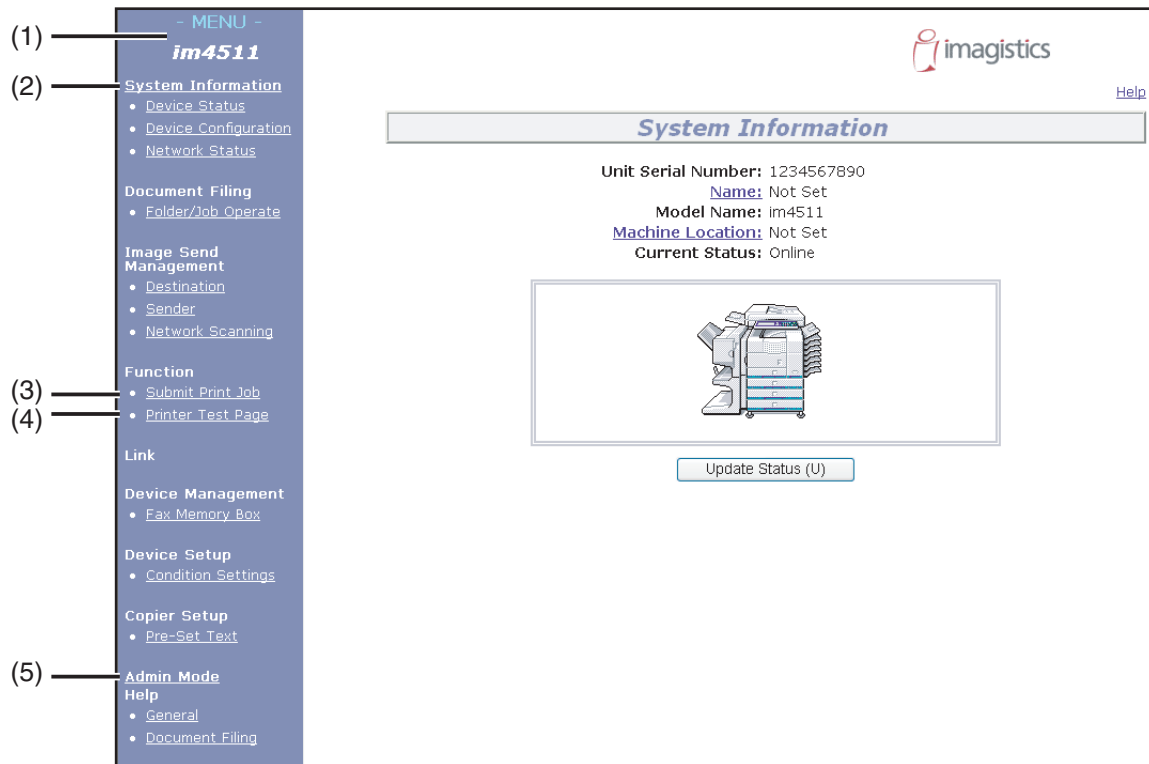 (1)
(2)
(3)
(4)
(5)
- MENU -
im4511
System Information
• Device Status
• Device Configuration
• Network Status
Document Filing
• Folder/Job Operate
Image Send
Management
• Destination
• Sender
• Network Scanning
Function
• Submit Print Job
• Printer Test Page
Link
Device Management
• Fax Memory Box
Device Setup
• Condition Settings
Copier Setup
• Pre-Set Text
Admin Mode
Help
• General
• Document Filing
imagistics
Help
System Information
Unit Serial Number: 1234567890
Name: Not Set
Model Name: im4511
Machine Location: Not Set
Current Status: Online
Update Status (U)